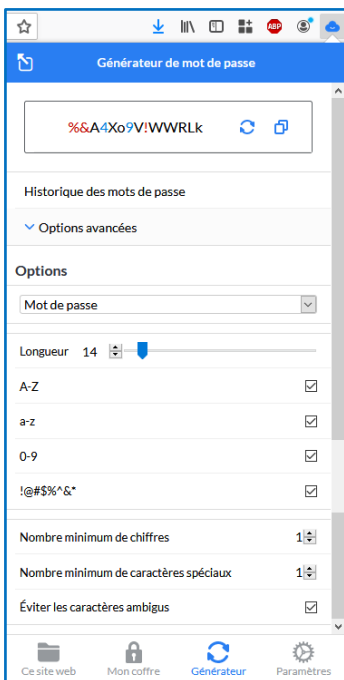 ABP
Générateur de mot de passe
%&A4Xo9V!WWRLk
Historique des mots de passe
Options avancées
Options
Mot de passe
Longueur 14
A-Z
a-z
0-9
!@#$%^&*
Nombre minimum de chiffres 1
Nombre minimum de caractères spéciaux 1
Éviter les caractères ambigus
Ce site web Mon coffre Générateur Paramètres